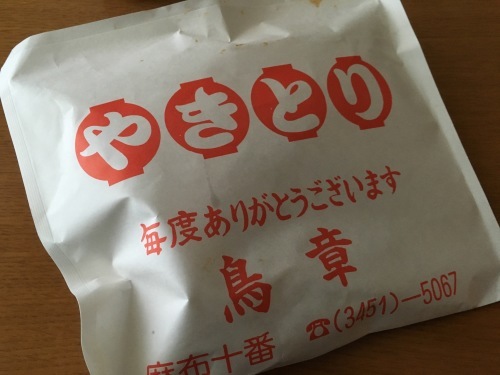 やきとり
毎度ありがとうございます
鳥章
麻布十番 ☎(3451)—5067